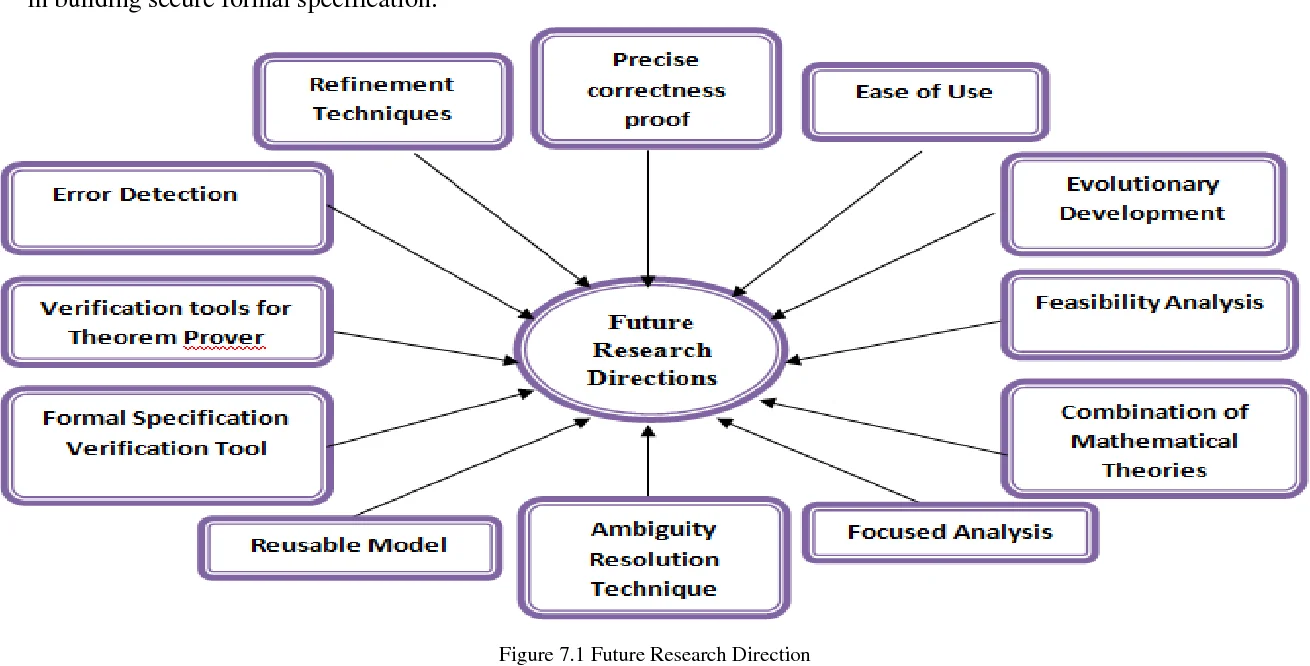 in building secure formal specification.
Refinement
Techniques
Precise
correctness
proof
Ease of Use
Error Detection
Evolutionary
Development
Verification tools for
Theorem Prover
Feasibility Analysis
Future
Research
Directions
Formal Specification
Verification Tool
Combination of
Mathematical
Theories
Reusable Model
Ambiguity
Resolution
Technique
Focused Analysis
Figure 7.1 Future Research Direction